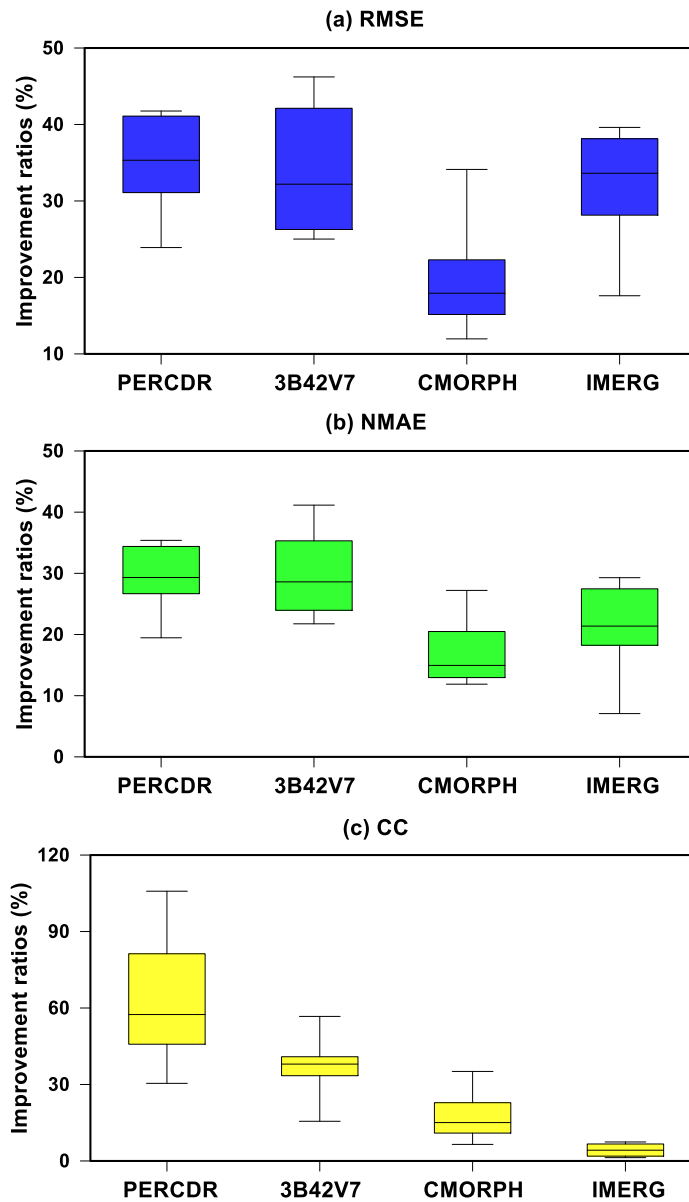 (a) RMSE
Improvement ratios (%)
50
40
30
20
10
PERCDR 3B42V7 CMORPH IMERG
(b) NMAE
Improvement ratios (%)
50
40
30
20
10
0
PERCDR 3B42V7 CMORPH IMERG
(c) CC
Improvement ratios (%)
120
90
60
30
0
PERCDR 3B42V7 CMORPH IMERG